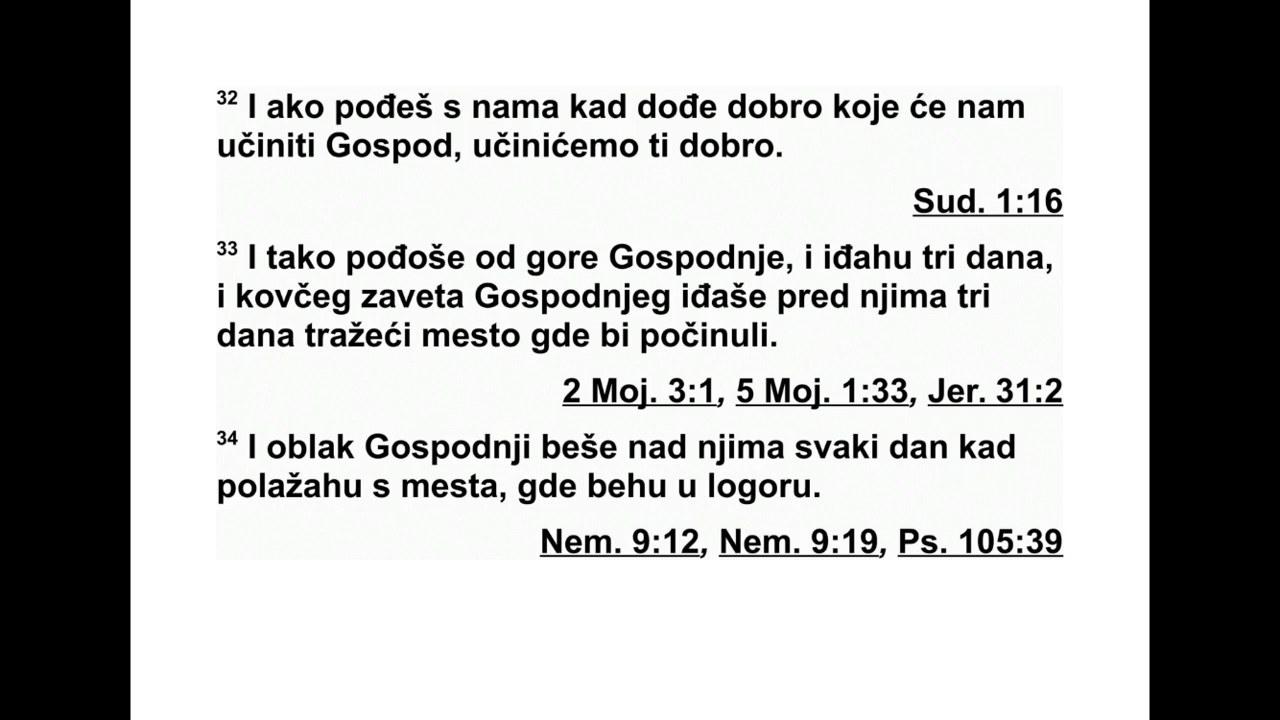 32 I ako pođeš s nama kad dođe dobro koje će nam
učiniti Gospod, učinićemo ti dobro.
Sud. 1:16
33 I tako pođoše od gore Gospodnje, i iđahu tri dana,
i kovčeg zaveta Gospodnjeg iđaše pred njima tri
dana tražeći mesto gde bi počinuli.
2 Moj. 3:1, 5 Moj. 1:33, Jer. 31:2
34 I oblak Gospodnji beše nad njima svaki dan kad
polažahu s mesta, gde behu u logoru.
Nem. 9:12, Nem. 9:19, Ps. 105:39